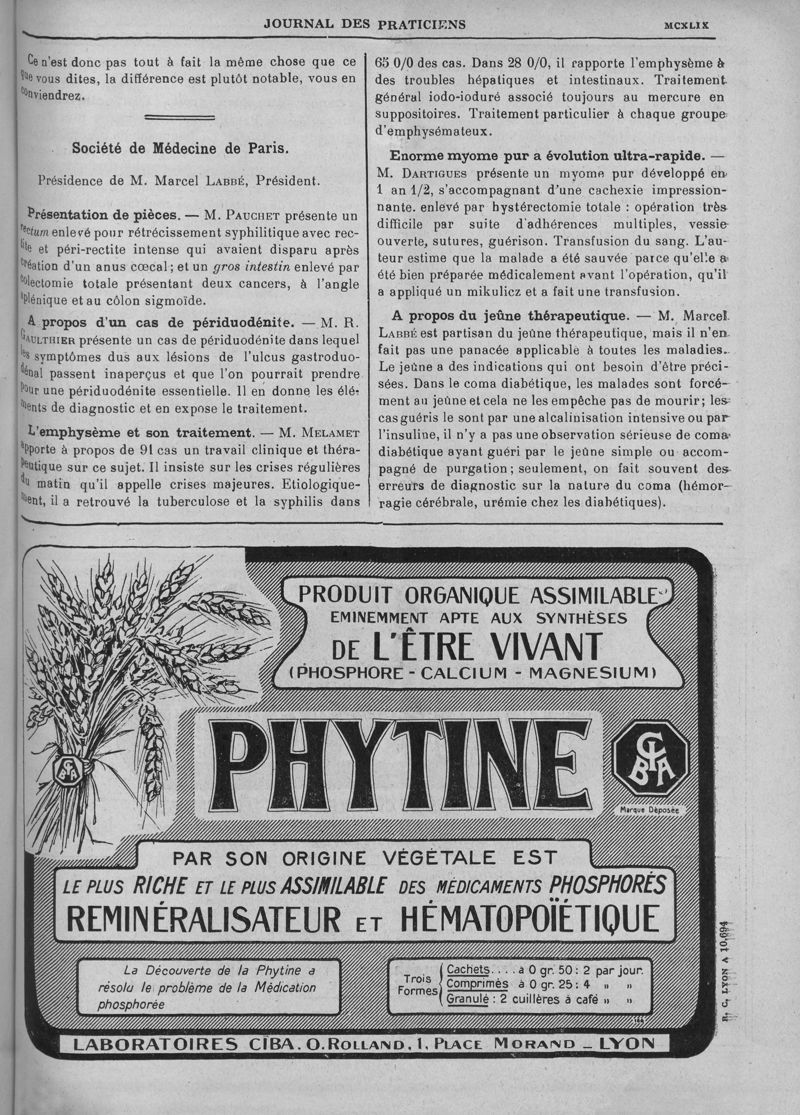 JOURNAL DES PRATICIENS
MCXLIX
Ce n'est donc pas tout à fait la même chose que ce
que vous dites, la différence est plutôt notable, vous en
conviendrez.
Société de Médecine de Paris.
Présidence de M. Marcel LABBÉ, Président.
Présentation de pièces. — M. PAUCHET présente un
rectum enlevé pour rétrécissement syphilitique avec rec-
tite et péri-rectite intense qui avaient disparu après
création d'un anus cœcal; et un gros intestin enlevé par
colectomie totale présentant deux cancers, à l'angle
splénique et au côlon sigmoïde.
A propos d'un cas de périduodénite. — M. R.
GAULTHIER présente un cas de périduodénite dans lequel
les symptômes dus aux lésions de l'ulcus gastroduo-
dénal passent inaperçus et que l'on pourrait prendre
pour une périduodénite essentielle. Il en donne les élé-
ments de diagnostic et en expose le traitement.
L'emphysème et son traitement. — M. MELAMET
apporte à propos de 91 cas un travail clinique et théra-
peutique sur ce sujet. Il insiste sur les crises régulières
du matin qu'il appelle crises majeures. Etiologique-
ment, il a retrouvé la tuberculose et la syphilis dans
65 0/0 des cas. Dans 28 0/0, il rapporte l'emphysème à
des troubles hépatiques et intestinaux. Traitement
général iodo-ioduré associé toujours au mercure en
suppositoires. Traitement particulier à chaque groupe
d'emphysémateux.
Enorme myome pur a évolution ultra-rapide. —
M. DARTIGUES présente un myome pur développé en
1 an 1/2, s'accompagnant d'une cachexie impression-
nante. enlevé par hystérectomie totale : opération très
difficile par suite d'adhérences multiples, vessie
ouverte, sutures, guérison. Transfusion du sang. L'au-
teur estime que la malade a été sauvée parce qu'elle a
été bien préparée médicalement avant l'opération, qu'il
a appliqué un mikulicz et a fait une transfusion.
A propos du jeûne thérapeutique. — M. Marcel
LABBÉ est partisan du jeûne thérapeutique, mais il n'en
fait pas une panacée applicable à toutes les maladies.
Le jeûne a des indications qui ont besoin d'être préci-
sées. Dans le coma diabétique, les malades sont forcé-
ment au jeûne et cela ne les empêche pas de mourir; les
cas guéris le sont par une alcalinisation intensive ou par
l'insuline, il n'y a pas une observation sérieuse de coma
diabétique ayant guéri par le jeûne simple ou accom-
pagné de purgation; seulement, on fait souvent des
erreurs de diagnostic sur la nature du coma (hémor-
ragie cérébrale, urémie chez les diabétiques).
PRODUIT ORGANIQUE ASSIMILABLE
EMINEMMENT APTE AUX SYNTHÈSES
DE L'ÊTRE VIVANT
(PHOSPHORE - CALCIUM - MAGNESIUM)
PHYTINE
CIBA
CIBA
Marque Déposée
PAR SON ORIGINE VÉGÉTALE EST
LE PLUS RICHE ET LE PLUS ASSIMILABLE DES MÉDICAMENTS PHOSPHORÉS
REMINÉRALISATEUR ET HÉMATOPOÏÉTIQUE
La Découverte de la Phytine a
résolu le problème de la Médication
phosphorée
Trois Formes
Cachets.... a 0 gr. 50 : 2 par jour.
Comprimés à 0 gr. 25 : 4 „ „
Granulé : 2 cuillères à café „ „
144
R. C. LYON A 10.694
LABORATOIRES CIBA. O. ROLLAND, 1, PLACE MORAND _ LYON